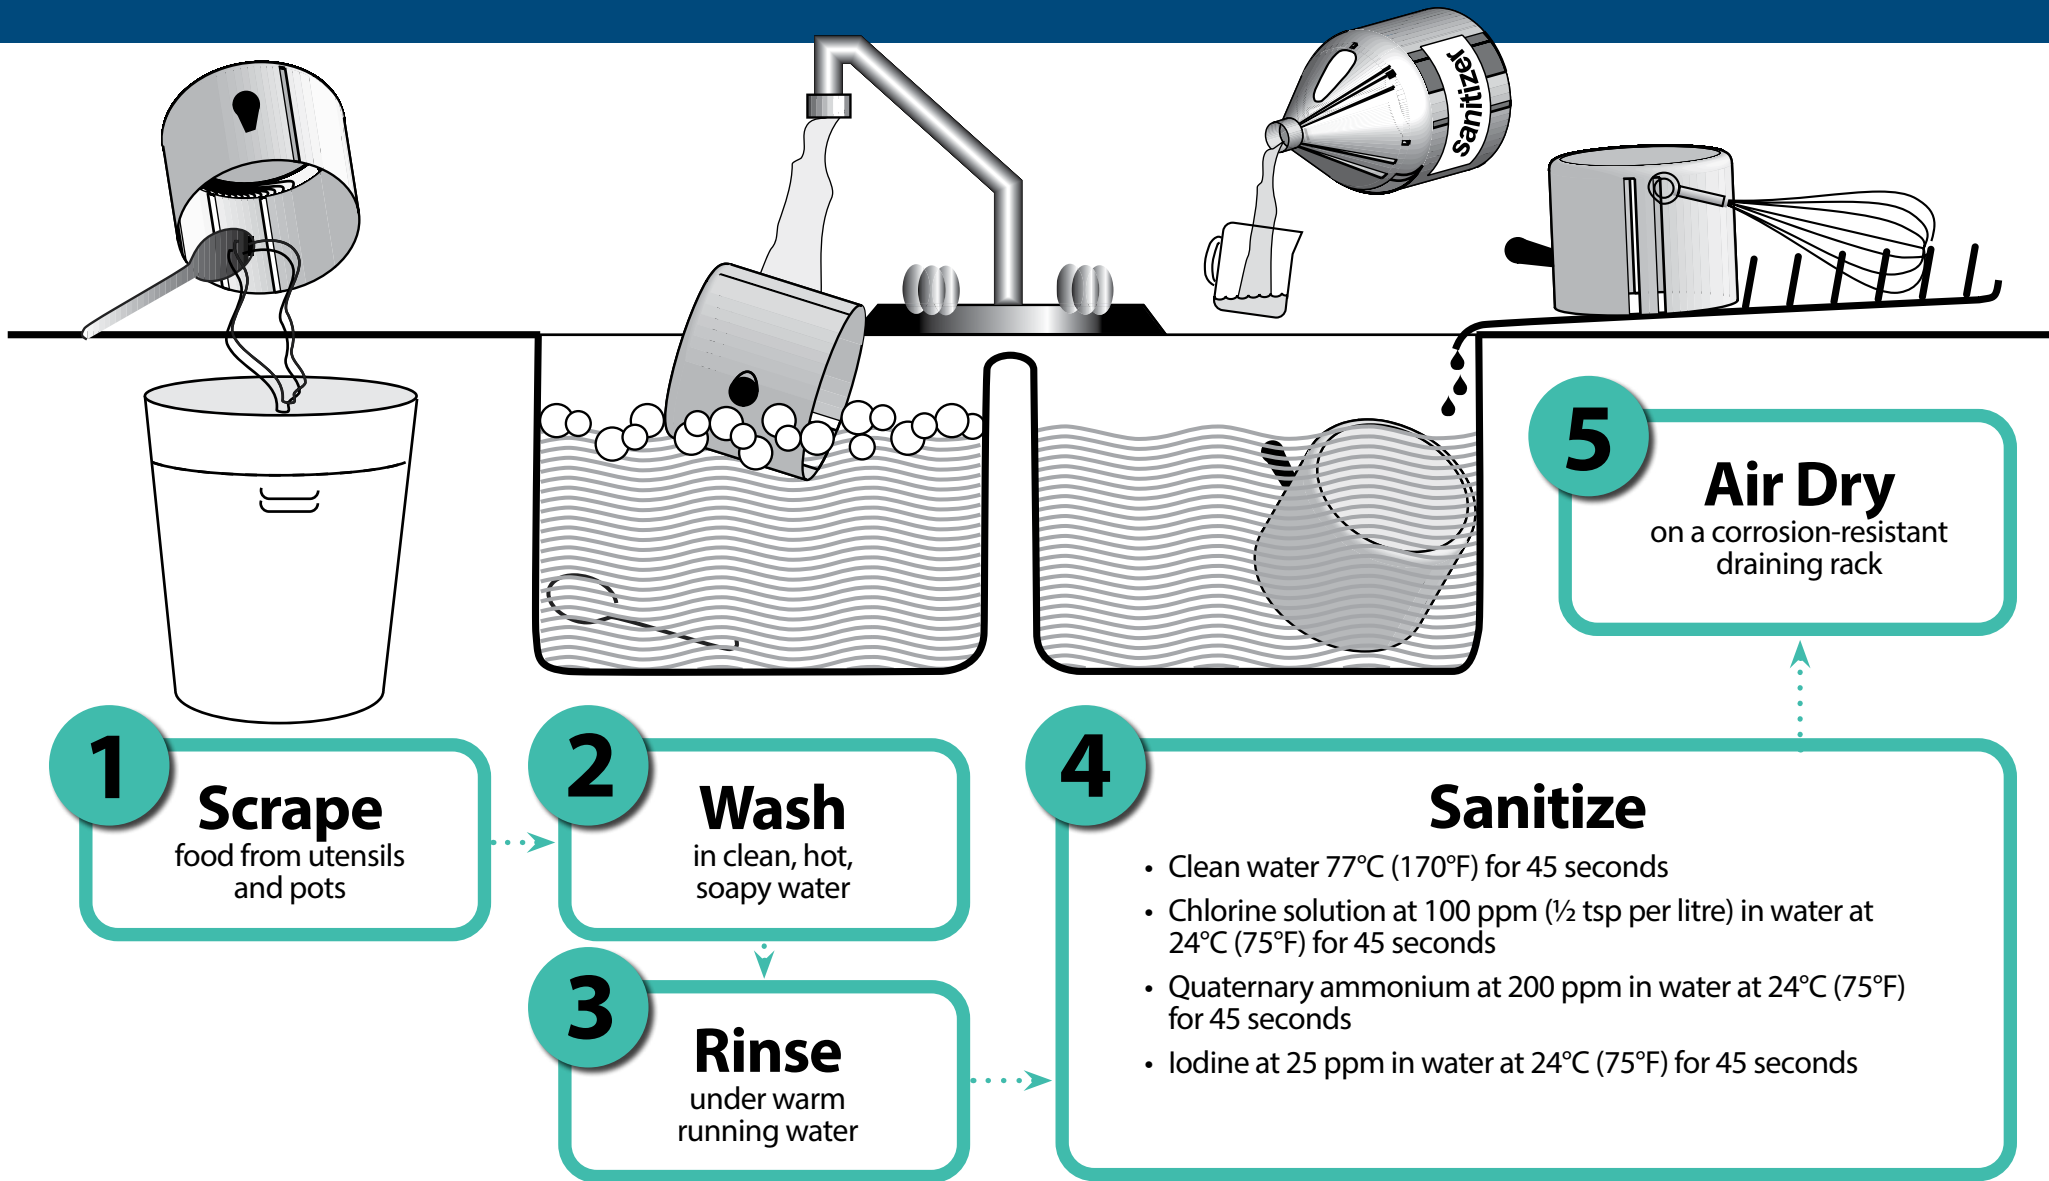 Sanitizer
1
Scrape
food from utensils
and pots
2
Wash
in clean, hot,
soapy water
3
Rinse
under warm
running water
4
Sanitize
• Clean water 77°C (170°F) for 45 seconds
• Chlorine solution at 100 ppm (½ tsp per litre) in water at
24°C (75°F) for 45 seconds
• Quaternary ammonium at 200 ppm in water at 24°C (75°F)
for 45 seconds
• Iodine at 25 ppm in water at 24°C (75°F) for 45 seconds
5
Air Dry
on a corrosion-resistant
draining rack